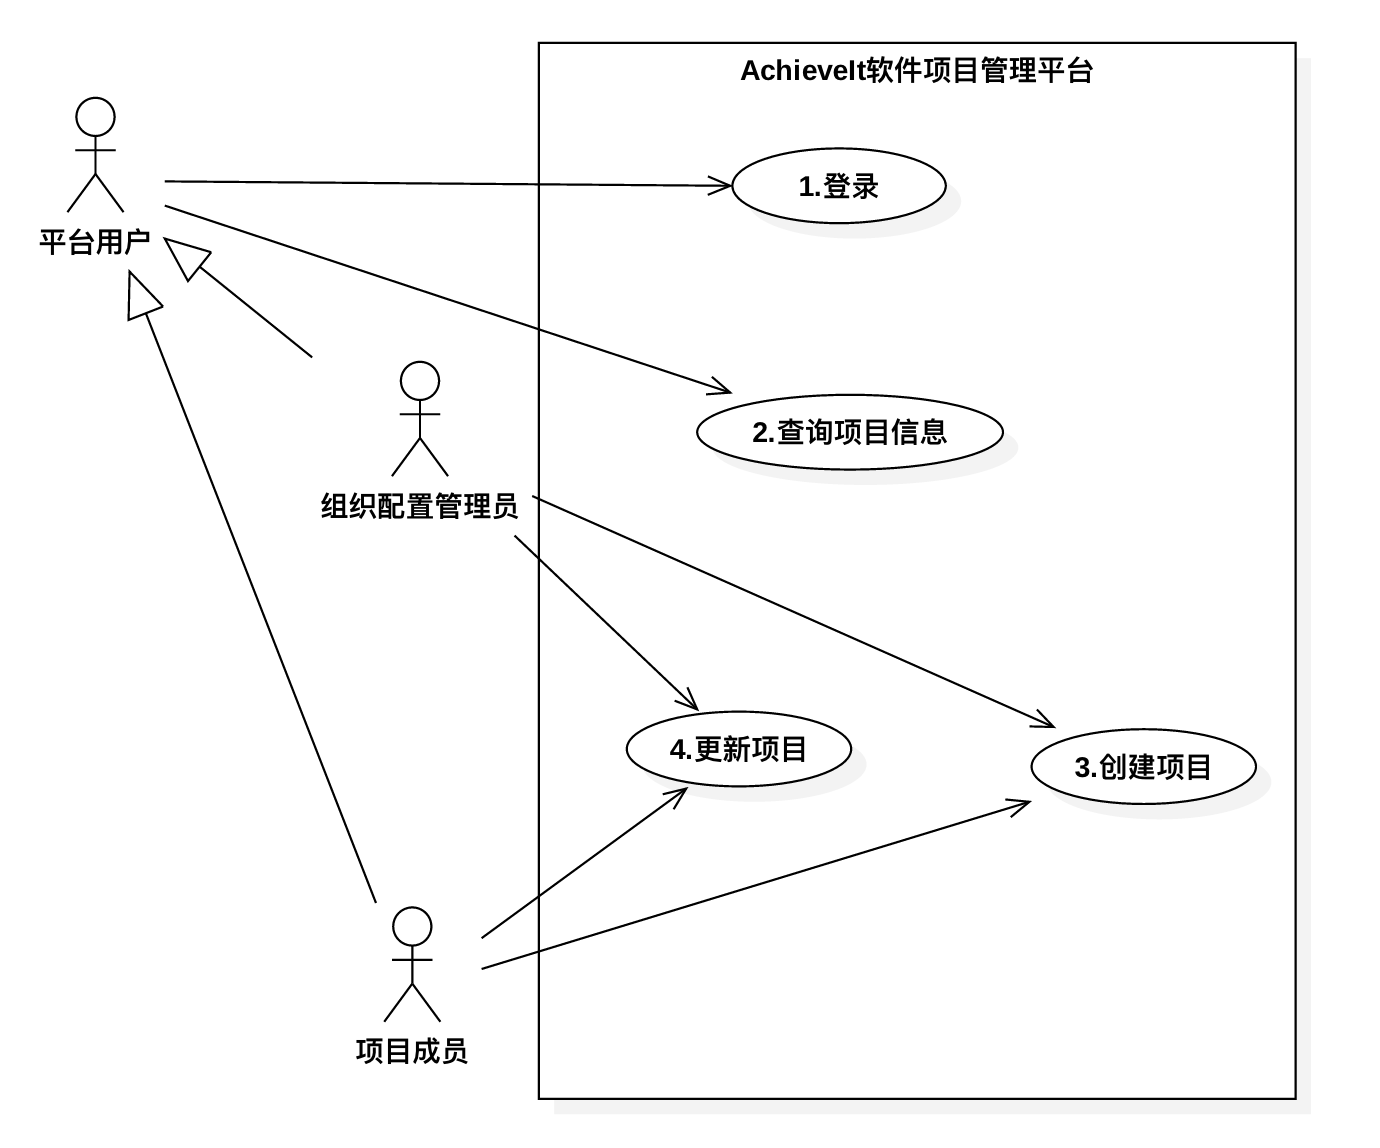 AchieveIt软件项目管理平台
1.登录
平台用户
2.查询项目信息
组织配置管理员
4.更新项目
3.创建项目
项目成员